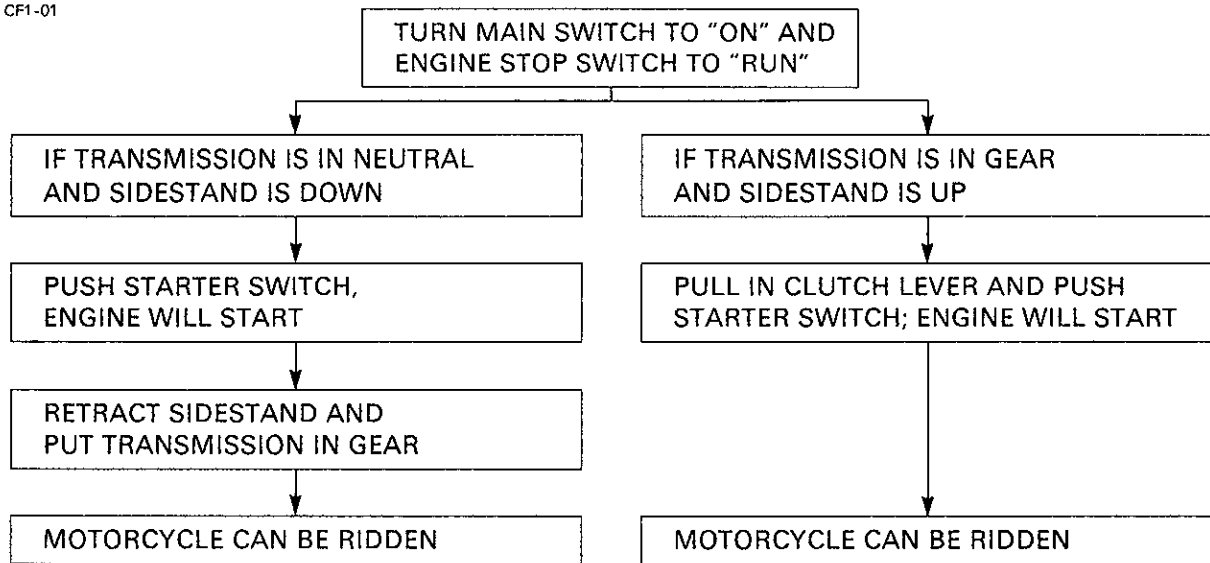 CF1-01
TURN MAIN SWITCH TO "ON" AND
ENGINE STOP SWITCH TO "RUN"
IF TRANSMISSION IS IN NEUTRAL
AND SIDESTAND IS DOWN
PUSH STARTER SWITCH,
ENGINE WILL START
RETRACT SIDESTAND AND
PUT TRANSMISSION IN GEAR
MOTORCYCLE CAN BE RIDDEN
IF TRANSMISSION IS IN GEAR
AND SIDESTAND IS UP
PULL IN CLUTCH LEVER AND PUSH
STARTER SWITCH; ENGINE WILL START
MOTORCYCLE CAN BE RIDDEN